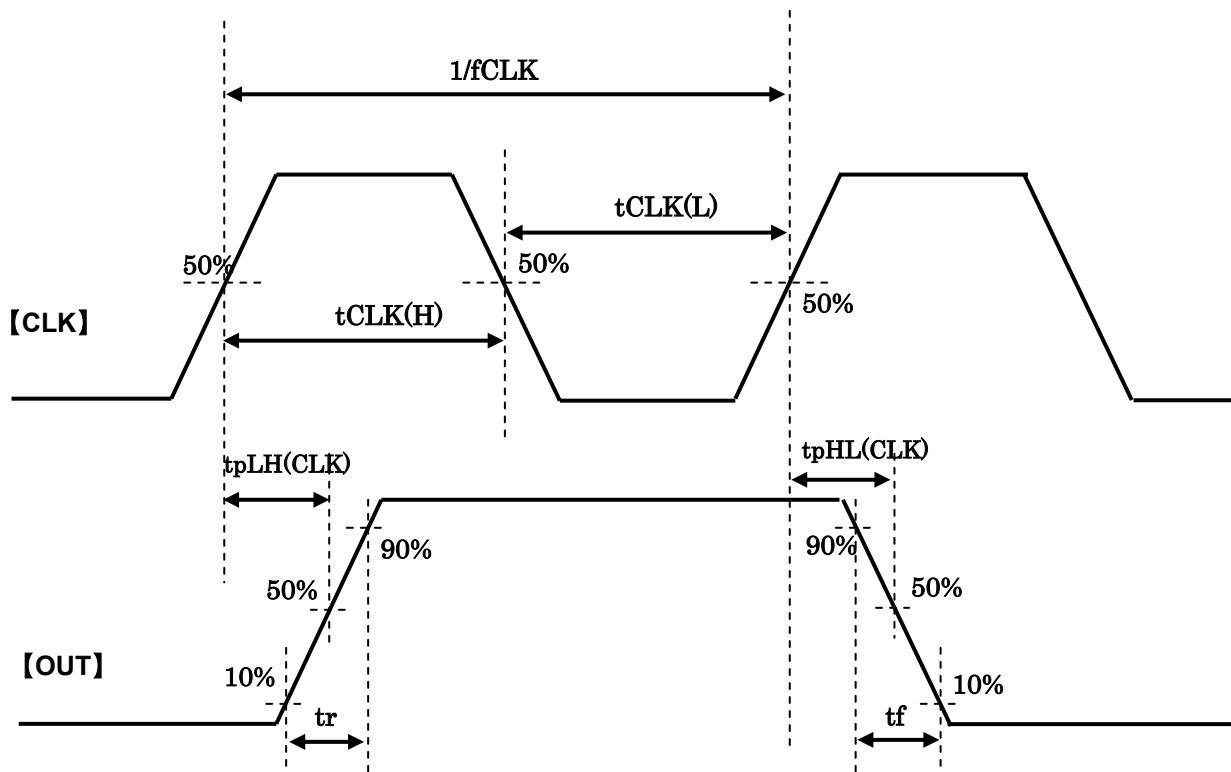 1/fCLK
tCLK(L)
50%
50%
50%
【CLK】
tCLK(H)
tpLH(CLK)
tpHL(CLK)
90%
90%
50%
50%
【OUT】
10%
10%
tr
tf